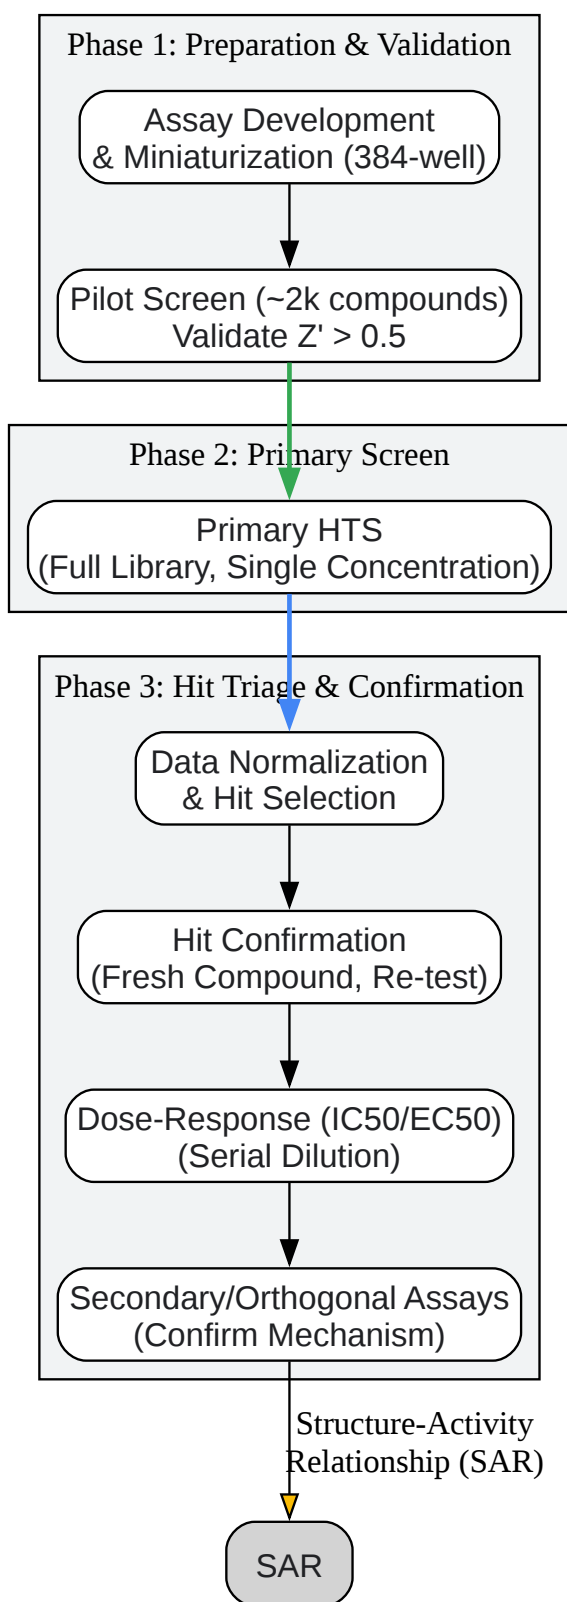 Phase 1: Preparation & Validation
Assay Development
& Miniaturization (384-well)
Pilot Screen (~2k compounds)
Validate Z' > 0.5
Phase 2: Primary Screen
Primary HTS
(Full Library, Single Concentration)
Phase 3: Hit Triage & Confirmation
Data Normalization
& Hit Selection
Hit Confirmation
(Fresh Compound, Re-test)
Dose-Response (IC50/EC50)
(Serial Dilution)
Secondary/Orthogonal Assays
(Confirm Mechanism)
Structure-Activity
Relationship (SAR)
SAR